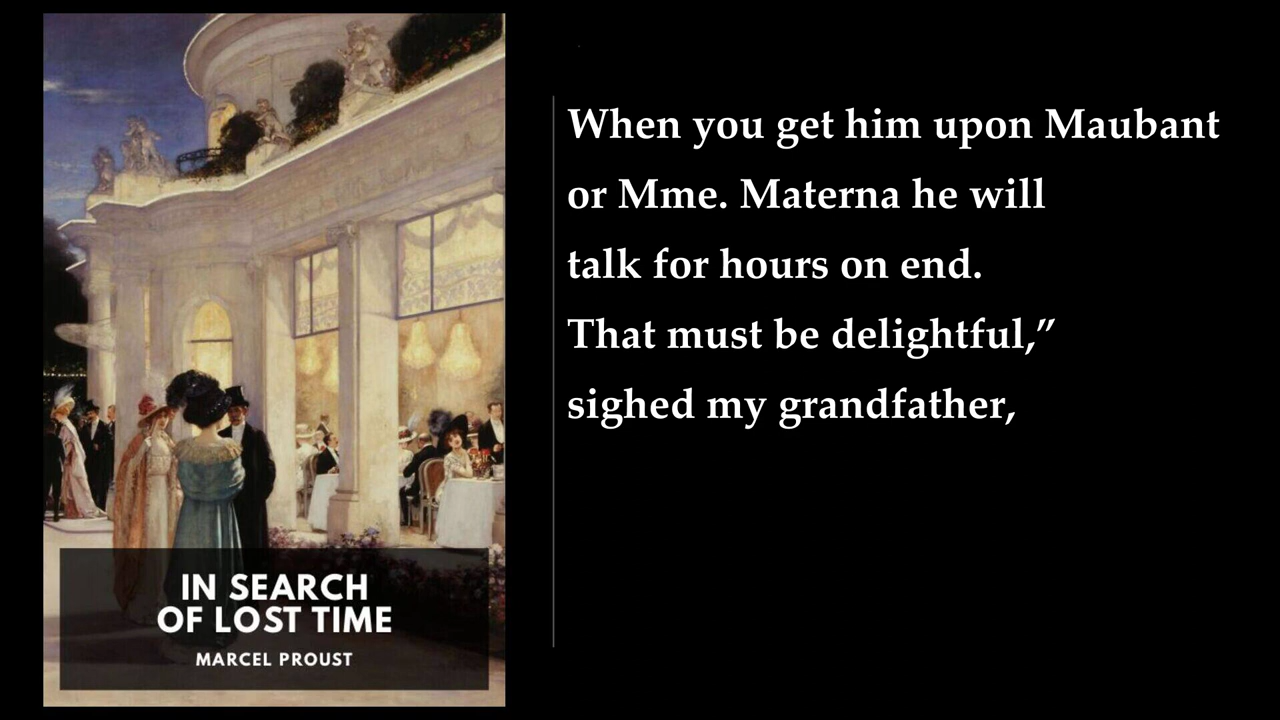 IN SEARCH
OF LOST TIME
MARCEL PROUST
When you get him upon Maubant
or Mme. Materna he will
talk for hours on end.
That must be delightful,”
sighed my grandfather,